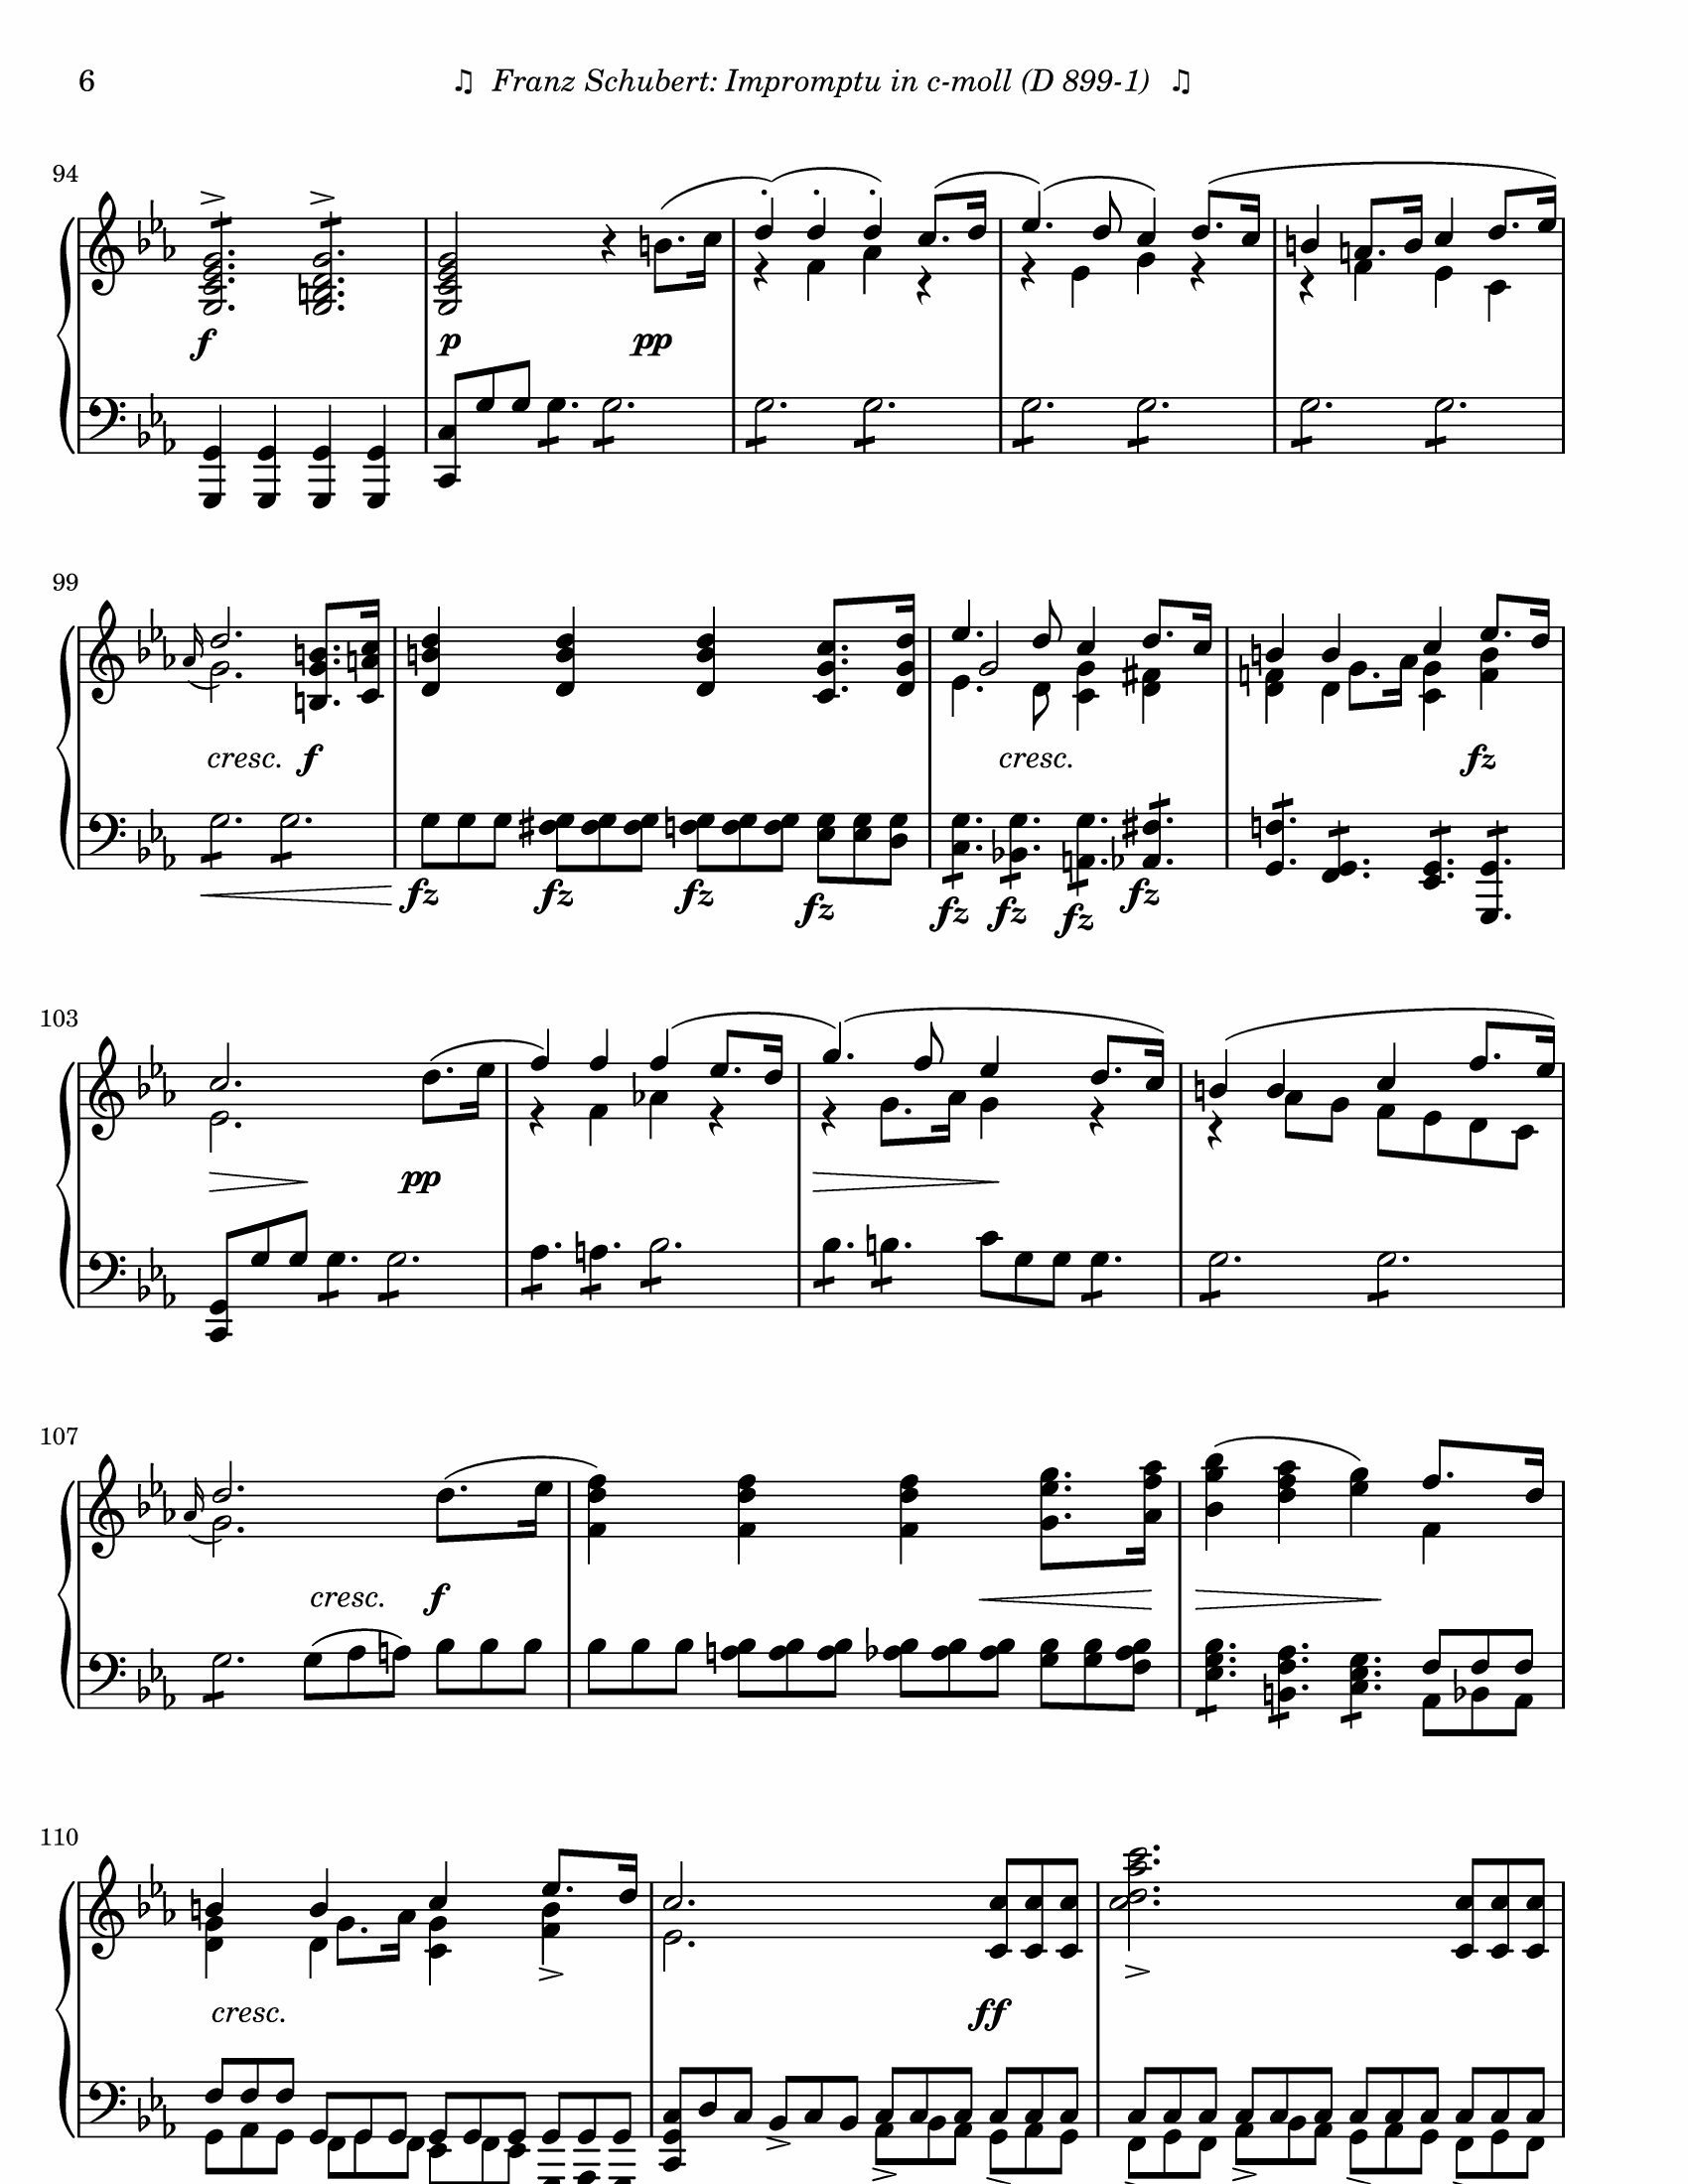 6 ♫ Franz Schubert: Impromptu in c-moll (D 899-1) ♫
94
f p pp
99
cresc. f cresc. fz
fz fz fz fz fz fz fz fz
103
pp
107
cresc. f
110
cresc. ff